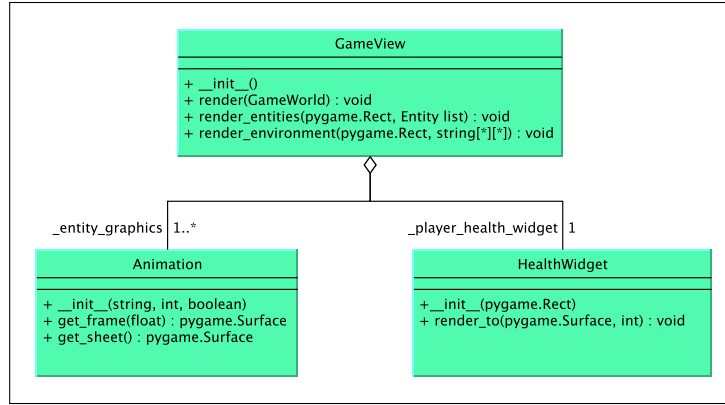 GameView
+ __init__()
+ render(GameWorld) : void
+ render_entities(pygame.Rect, Entity list) : void
+ render_environment(pygame.Rect, string[*][*]) : void
_entity_graphics 1..*
_player_health_widget 1
Animation
+ __init__(string, int, boolean)
+ get_frame(float) : pygame.Surface
+ get_sheet() : pygame.Surface
HealthWidget
+__init__(pygame.Rect)
+ render_to(pygame.Surface, int) : void